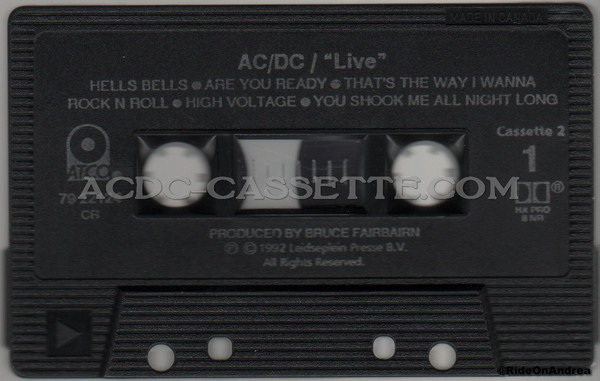 MADE IN CANADA
AC/DC / "Live"
HELLS BELLS • ARE YOU READY • THAT'S THE WAY I WANNA
ROCK N ROLL • HIGH VOLTAGE • YOU SHOOK ME ALL NIGHT LONG
Cassette 2
1
ATCO
ACDC-CASSETTE.COM
CR
HX PRO
B NR
PRODUCED BY BRUCE FAIRBAIRN
℗ © 1992 Leidseplein Presse B.V.
All Rights Reserved.
©RideOnAndrea